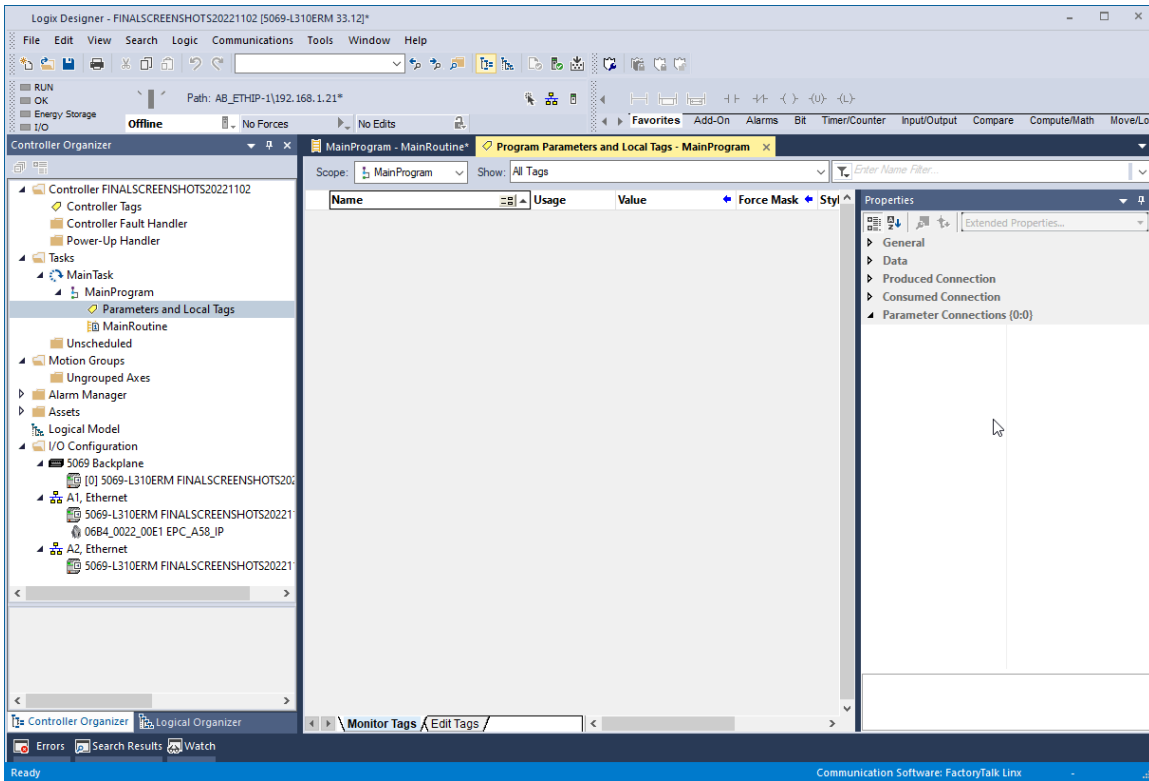 Logix Designer - FINALSCREENSHOTS20221102 [5069-L310ERM 33.12]*
File Edit View Search Logic Communications Tools Window Help
RUN
OK
Energy Storage
I/O
Path: AB_ETHIP-1\192.168.1.21*
Offline
No Forces
No Edits
Favorites Add-On Alarms Bit Timer/Counter Input/Output Compare Compute/Math Move/Lo
Controller Organizer
MainProgram - MainRoutine*
Program Parameters and Local Tags - MainProgram
Scope: MainProgram Show: All Tags
Enter Name Filter...
Name Usage Value Force Mask Styl
Controller FINALSCREENSHOTS20221102
Controller Tags
Controller Fault Handler
Power-Up Handler
Tasks
MainTask
MainProgram
Parameters and Local Tags
MainRoutine
Unscheduled
Motion Groups
Ungrouped Axes
Alarm Manager
Assets
Logical Model
I/O Configuration
5069 Backplane
[0] 5069-L310ERM FINALSCREENSHOTS202
A1, Ethernet
5069-L310ERM FINALSCREENSHOTS20221
06B4_0022_00E1 EPC_A58_IP
A2, Ethernet
5069-L310ERM FINALSCREENSHOTS20221
Properties
Extended Properties...
General
Data
Produced Connection
Consumed Connection
Parameter Connections {0:0}
Controller Organizer
Logical Organizer
Monitor Tags
Edit Tags
Errors
Search Results
Watch
Ready
Communication Software: FactoryTalk Linx